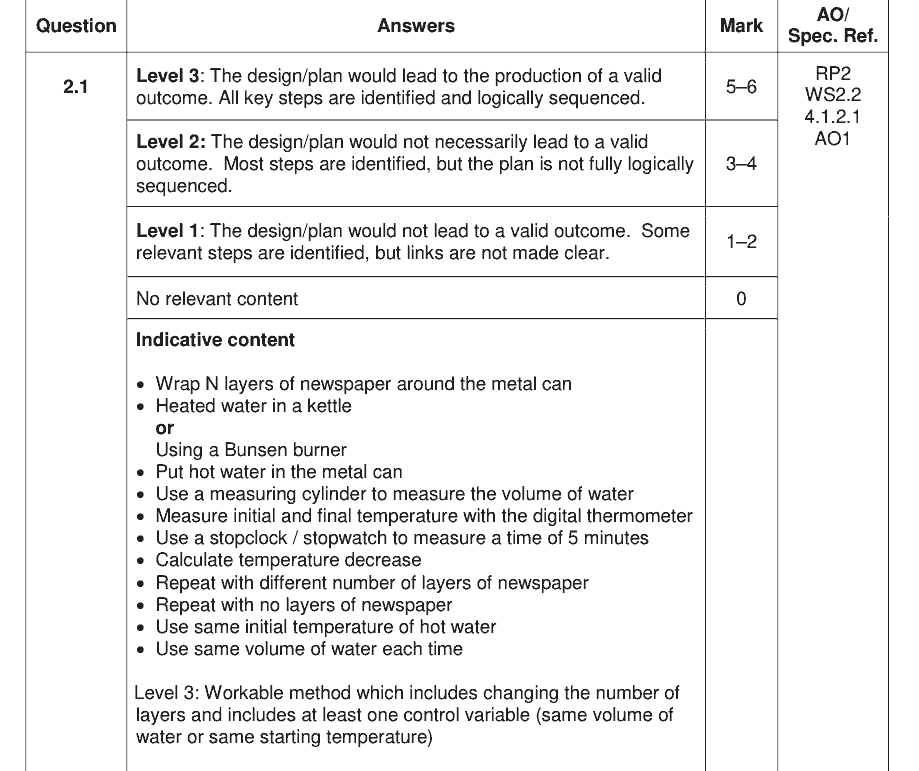 Question Answers Mark AO/
Spec. Ref.
2.1
Level 3: The design/plan would lead to the production of a valid
outcome. All key steps are identified and logically sequenced.
5–6
RP2
WS2.2
4.1.2.1
AO1
Level 2: The design/plan would not necessarily lead to a valid
outcome.  Most steps are identified, but the plan is not fully logically
sequenced.
3–4
Level 1: The design/plan would not lead to a valid outcome.  Some
relevant steps are identified, but links are not made clear.
1–2
No relevant content
0
Indicative content
• Wrap N layers of newspaper around the metal can
• Heated water in a kettle
or
Using a Bunsen burner
• Put hot water in the metal can
• Use a measuring cylinder to measure the volume of water
• Measure initial and final temperature with the digital thermometer
• Use a stopclock / stopwatch to measure a time of 5 minutes
• Calculate temperature decrease
• Repeat with different number of layers of newspaper
• Repeat with no layers of newspaper
• Use same initial temperature of hot water
• Use same volume of water each time
Level 3: Workable method which includes changing the number of
layers and includes at least one control variable (same volume of
water or same starting temperature)